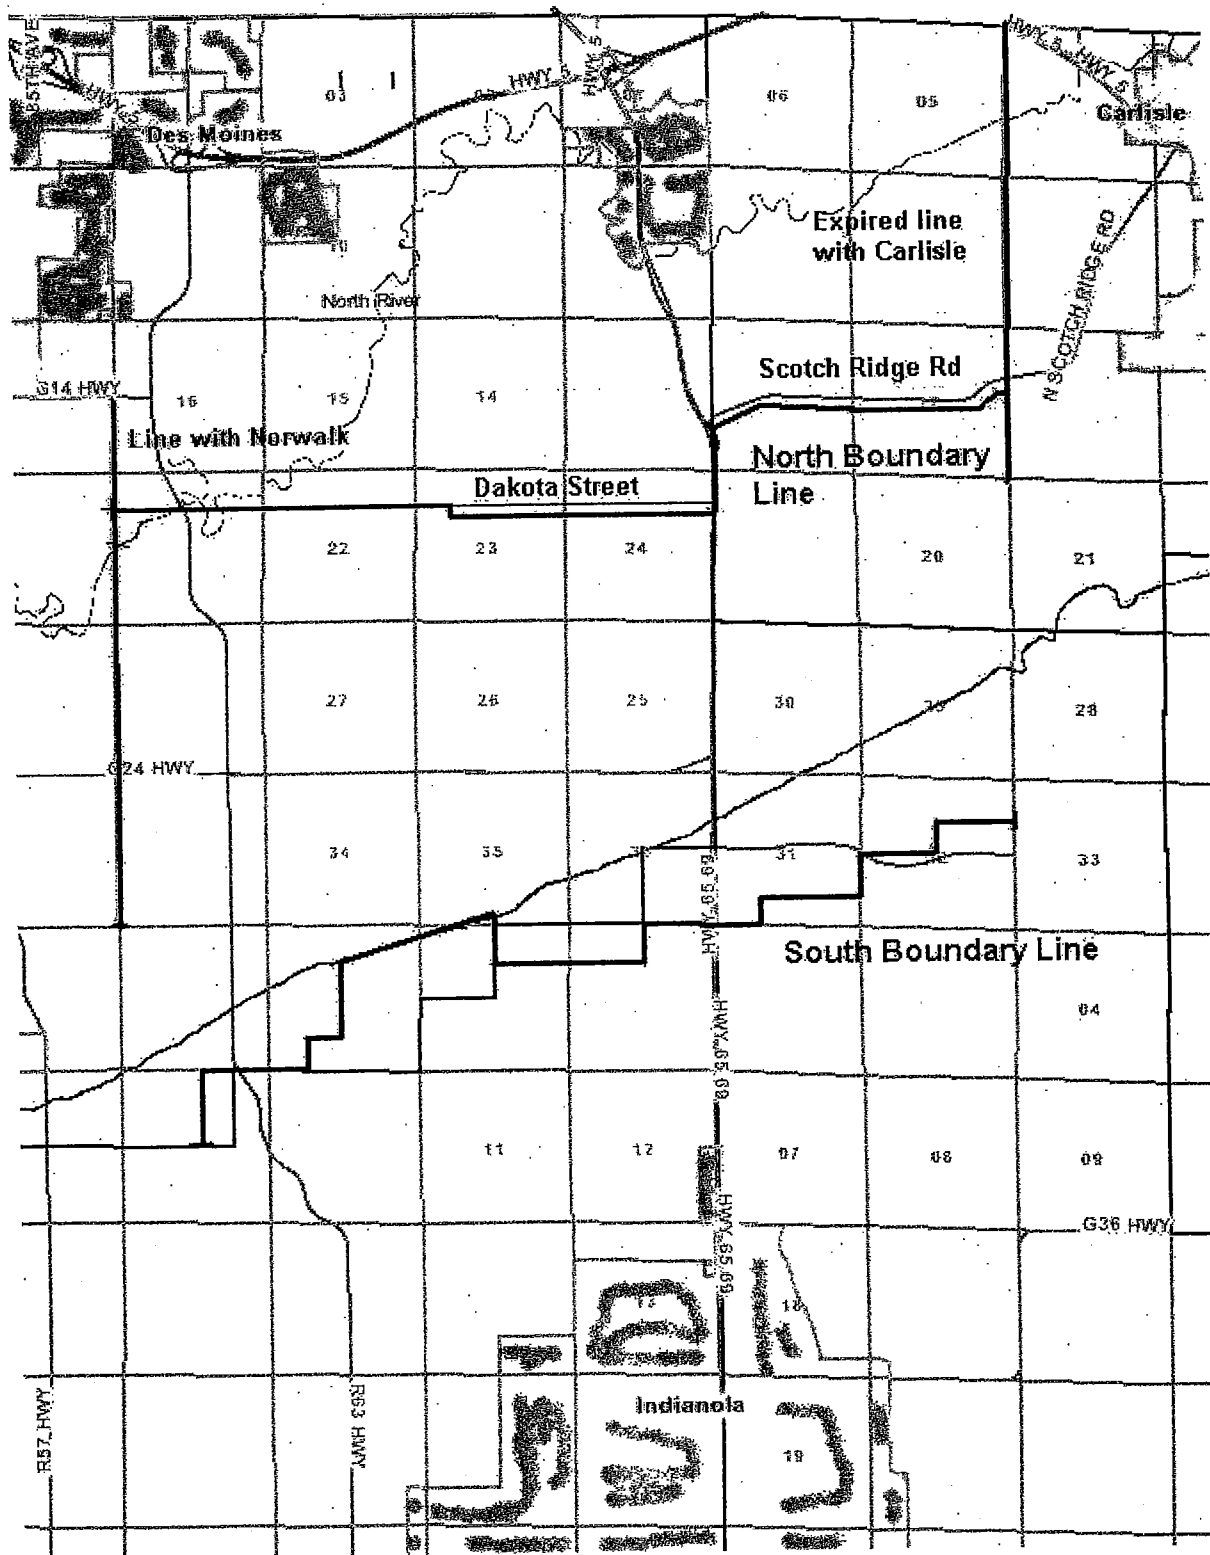 85TH AVE
HWY 5
HWY 5
HWY 5
HWY 5
HWY 5
03
06
05
Des Moines
Carlisle
Expired line
with Carlisle
10
North River
N SCOTCH RIDGE RD
Scotch Ridge Rd
G14 HWY
16
15
14
Line with Norwalk
North Boundary
Line
Dakota Street
22
23
24
20
21
27
26
25
30
29
28
G24 HWY
34
35
31
33
HWY 65 69
South Boundary Line
04
HWY 65 69
11
12
07
08
09
G36 HWY
HWY 65 69
13
18
R57 HWY
R63 HWY
Indianola
19